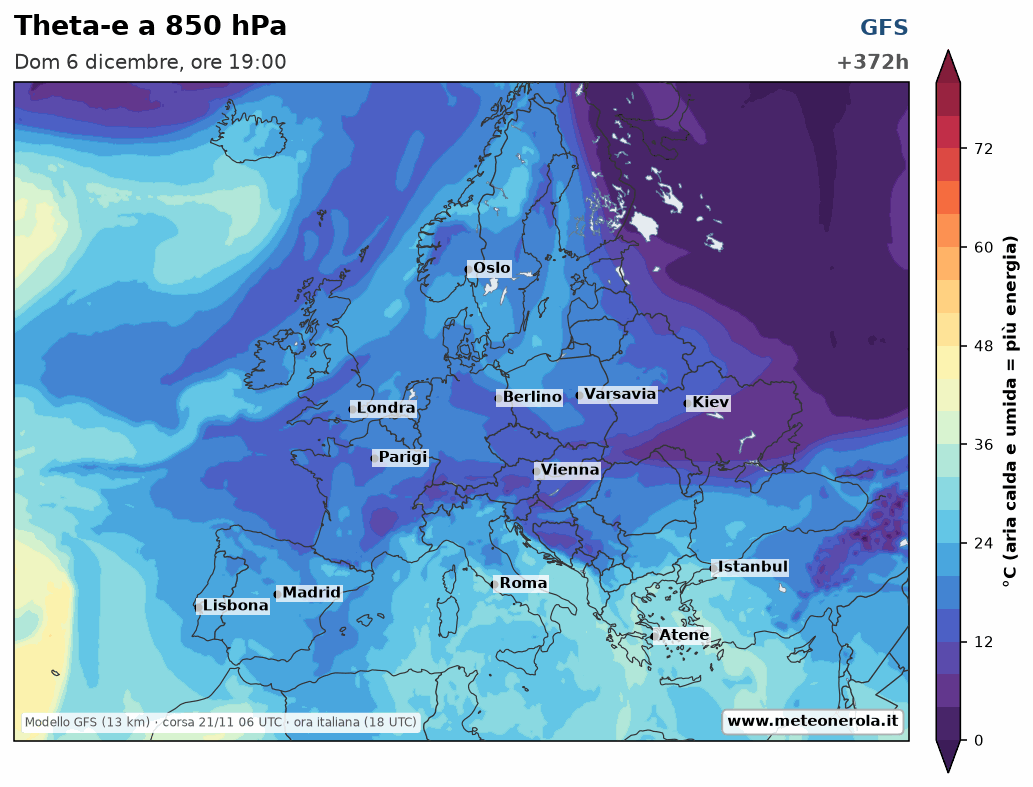 Theta-e a 850 hPa
GFS
Dom 6 dicembre, ore 19:00
+372h
Oslo
Berlino
Varsavia
Kiev
Londra
Parigi
Vienna
Istanbul
Roma
Madrid
Lisbona
Atene
Modello GFS (13 km) · corsa 21/11 06 UTC · ora italiana (18 UTC)
www.meteonerola.it
72
60
48
36
24
12
0
°C (aria calda e umida = più energia)